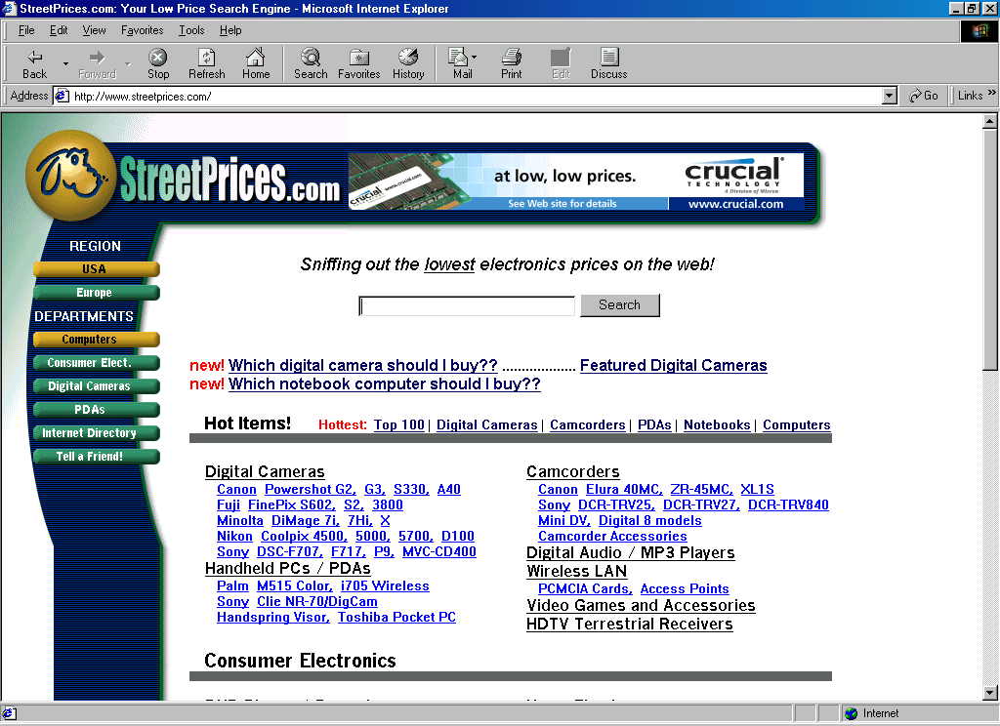 StreetPrices.com: Your Low Price Search Engine - Microsoft Internet Explorer
File Edit View Favorites Tools Help
Back Forward Stop Refresh Home Search Favorites History Mail Print Edit Discuss
Address http://www.streetprices.com/ Go Links »
StreetPrices.com
www.crucial.com
crucial
at low, low prices.
See Web site for details
crucial®
TECHNOLOGY
A Division of Micron
www.crucial.com
REGION
USA
Europe
DEPARTMENTS
Computers
Consumer Elect.
Digital Cameras
PDAs
Internet Directory
Tell a Friend!
Sniffing out the lowest electronics prices on the web!
Search
new! Which digital camera should I buy?? ................... Featured Digital Cameras
new! Which notebook computer should I buy??
Hot Items! Hottest: Top 100 | Digital Cameras | Camcorders | PDAs | Notebooks | Computers
Digital Cameras
Canon Powershot G2, G3, S330, A40
Fuji FinePix S602, S2, 3800
Minolta DiMage 7i, 7Hi, X
Nikon Coolpix 4500, 5000, 5700, D100
Sony DSC-F707, F717, P9, MVC-CD400
Handheld PCs / PDAs
Palm M515 Color, i705 Wireless
Sony Clie NR-70/DigCam
Handspring Visor, Toshiba Pocket PC
Camcorders
Canon Elura 40MC, ZR-45MC, XL1S
Sony DCR-TRV25, DCR-TRV27, DCR-TRV840
Mini DV, Digital 8 models
Camcorder Accessories
Digital Audio / MP3 Players
Wireless LAN
PCMCIA Cards, Access Points
Video Games and Accessories
HDTV Terrestrial Receivers
Consumer Electronics
Internet